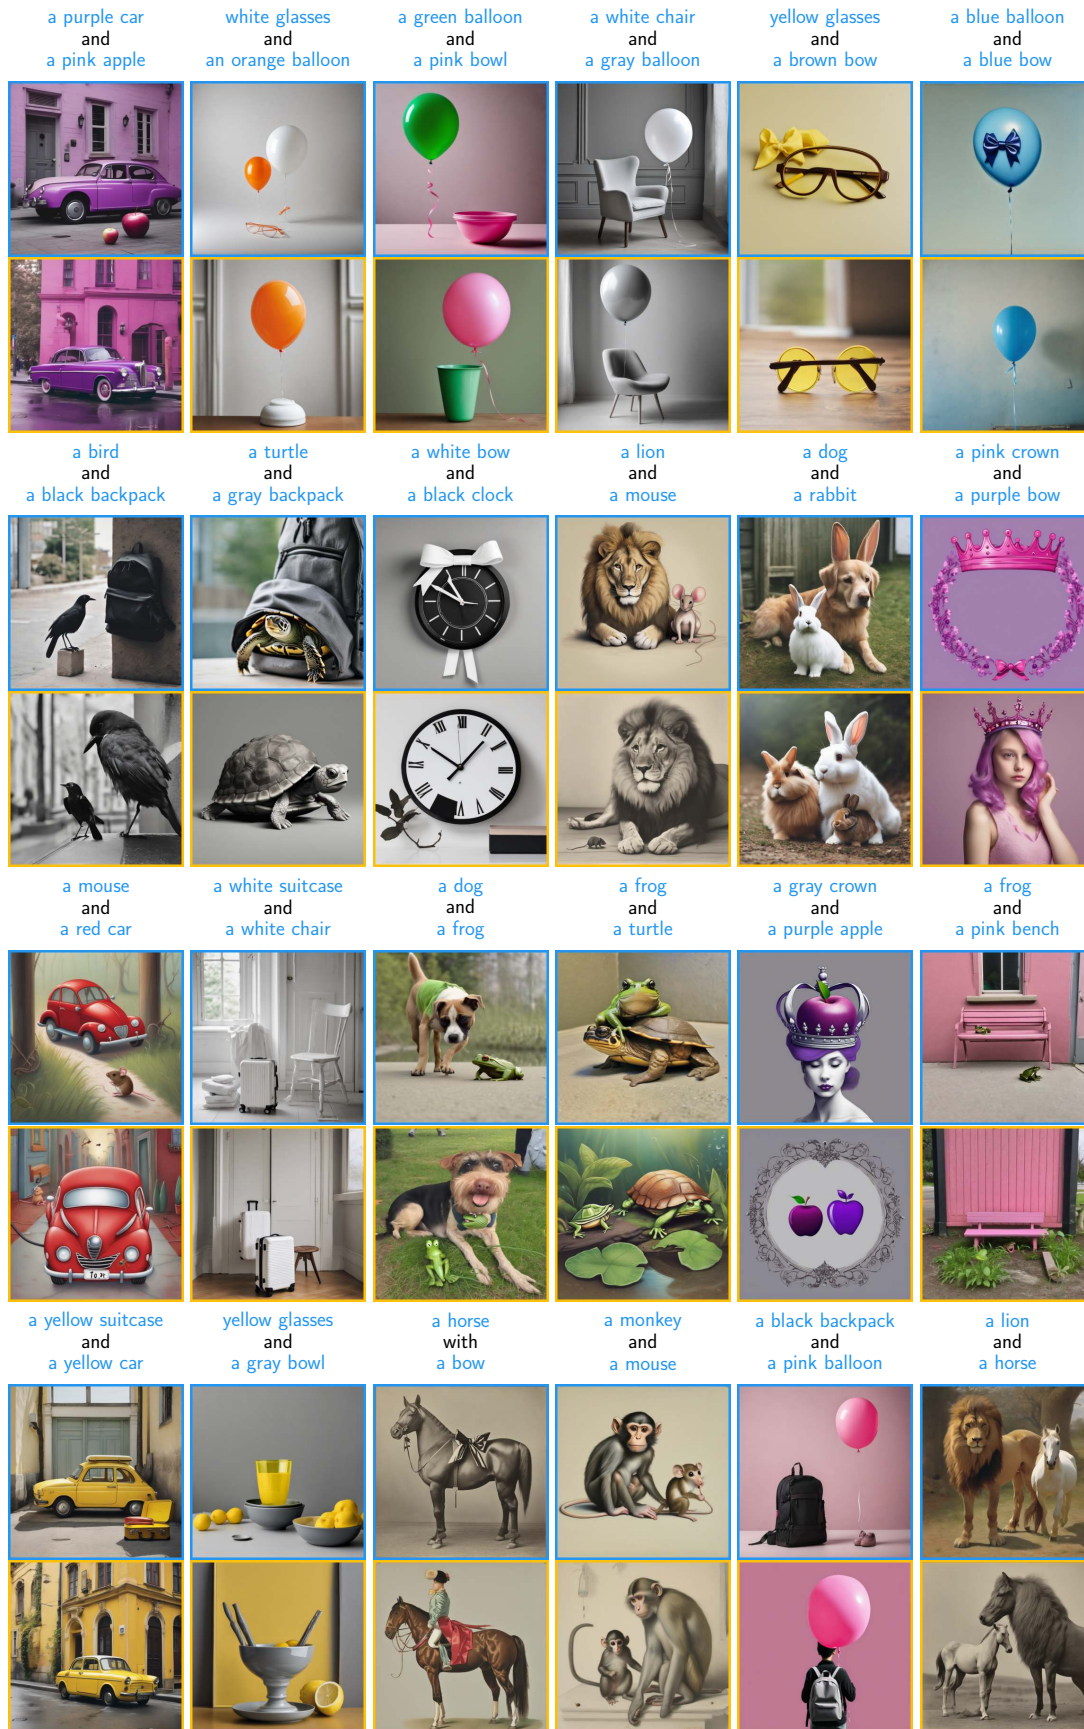 a purple car
and
a pink apple
white glasses
and
an orange balloon
a green balloon
and
a pink bowl
a white chair
and
a gray balloon
yellow glasses
and
a brown bow
a blue balloon
and
a blue bow
a bird
and
a black backpack
a turtle
and
a gray backpack
a white bow
and
a black clock
a lion
and
a mouse
a dog
and
a rabbit
a pink crown
and
a purple bow
a mouse
and
a red car
a white suitcase
and
a white chair
a dog
and
a frog
a frog
and
a turtle
a gray crown
and
a purple apple
a frog
and
a pink bench
a yellow suitcase
and
a yellow car
yellow glasses
and
a gray bowl
a horse
with
a bow
a monkey
and
a mouse
a black backpack
and
a pink balloon
a lion
and
a horse